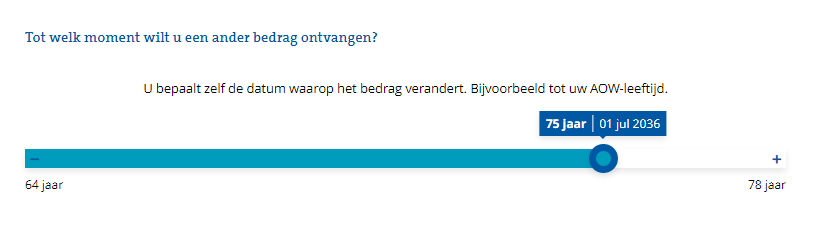 Tot welk moment wilt u een ander bedrag ontvangen?
U bepaalt zelf de datum waarop het bedrag verandert. Bijvoorbeeld tot uw AOW-leeftijd.
75 jaar | 01 jul 2036
− +
64 jaar 78 jaar